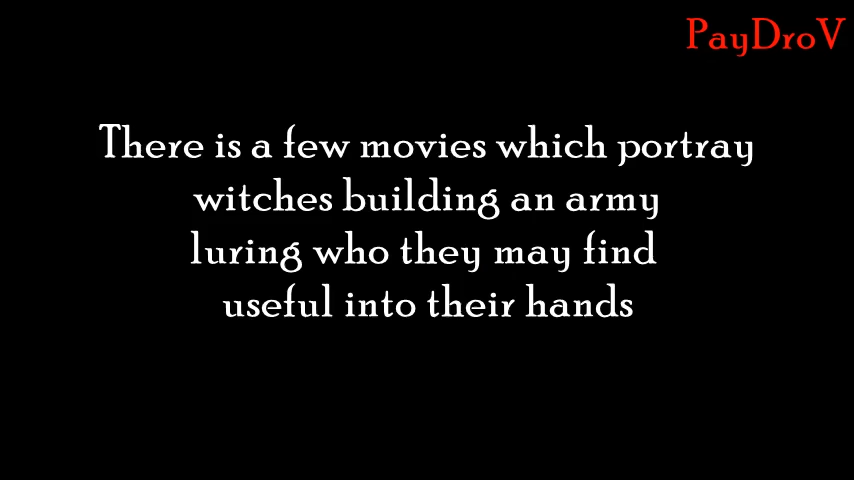 PayDroV
There is a few movies which portray
witches building an army
luring who they may find
useful into their hands